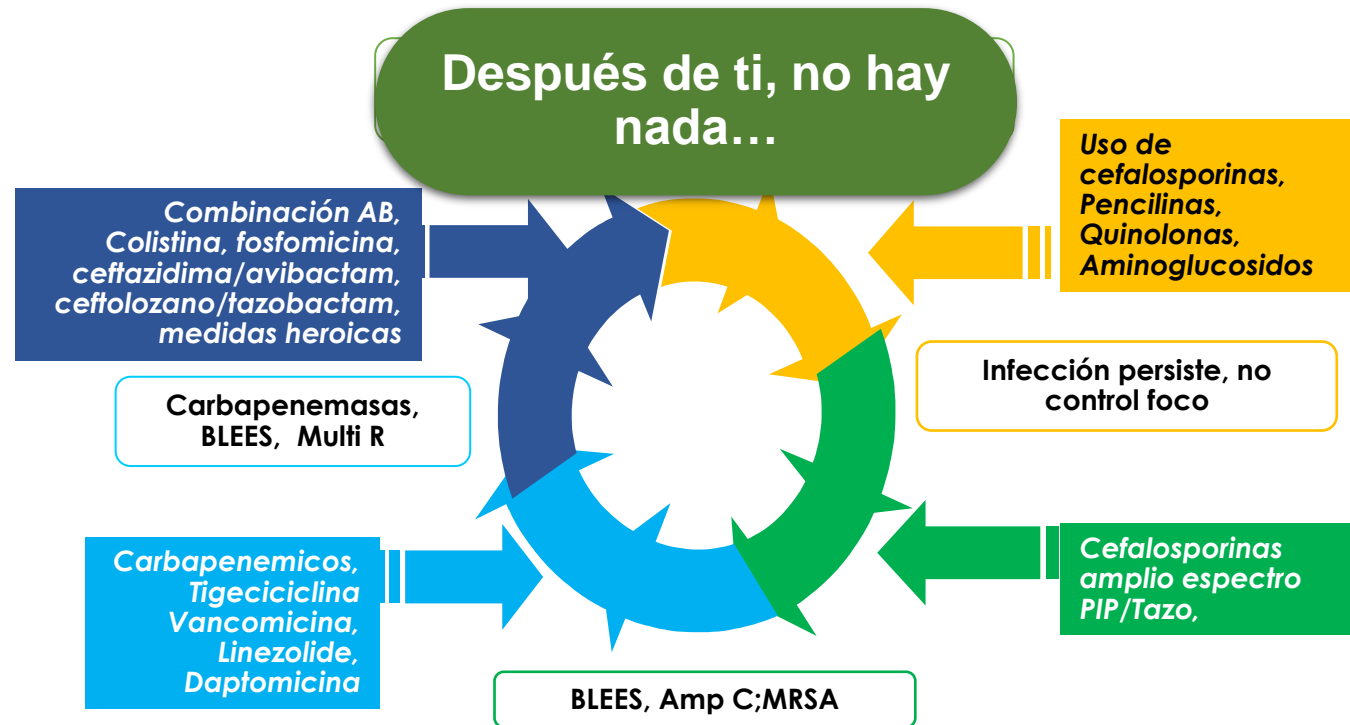 Después de ti, no hay
nada…
Uso de
cefalosporinas,
Pencilinas,
Quinolonas,
Aminoglucosidos
Infección persiste, no
control foco
Cefalosporinas
amplio espectro
PIP/Tazo,
BLEES, Amp C;MRSA
Carbapenemicos,
Tigeciciclina
Vancomicina,
Linezolide,
Daptomicina
Carbapenemasas,
BLEES, Multi R
Combinación AB,
Colistina, fosfomicina,
ceftazidima/avibactam,
ceftolozano/tazobactam,
medidas heroicas